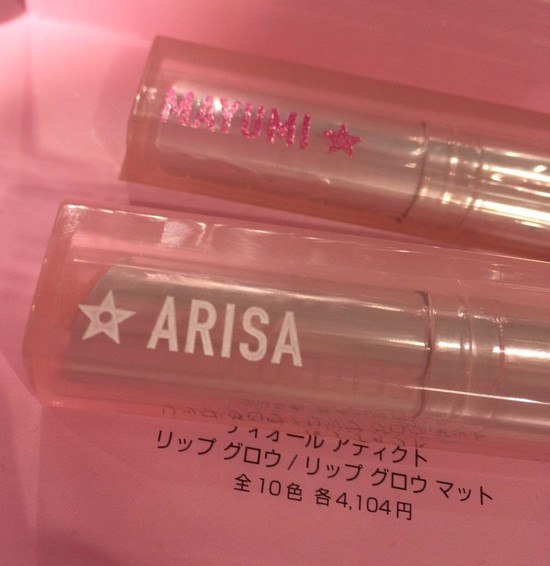 MAYUMI
ARISA
ディオール アディクト
リップ グロウ / リップ グロウ マット
全10色 各4,104円